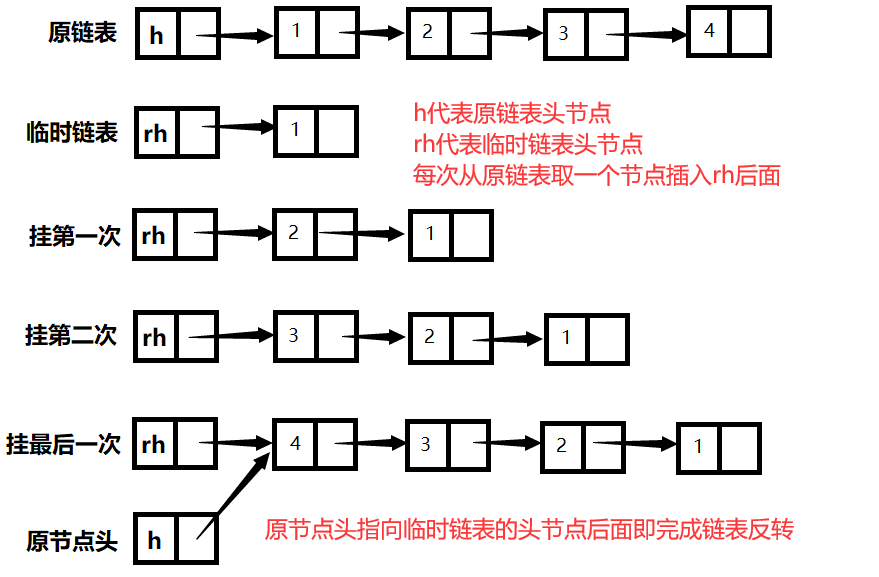 原链表 h 1 2 3 4
临时链表 rh 1
h代表原链表头节点
rh代表临时链表头节点
每次从原链表取一个节点插入rh后面
挂第一次 rh 2 1
挂第二次 rh 3 2 1
挂最后一次 rh 4 3 2 1
原节点头 h
原节点头指向临时链表的头节点后面即完成链表反转